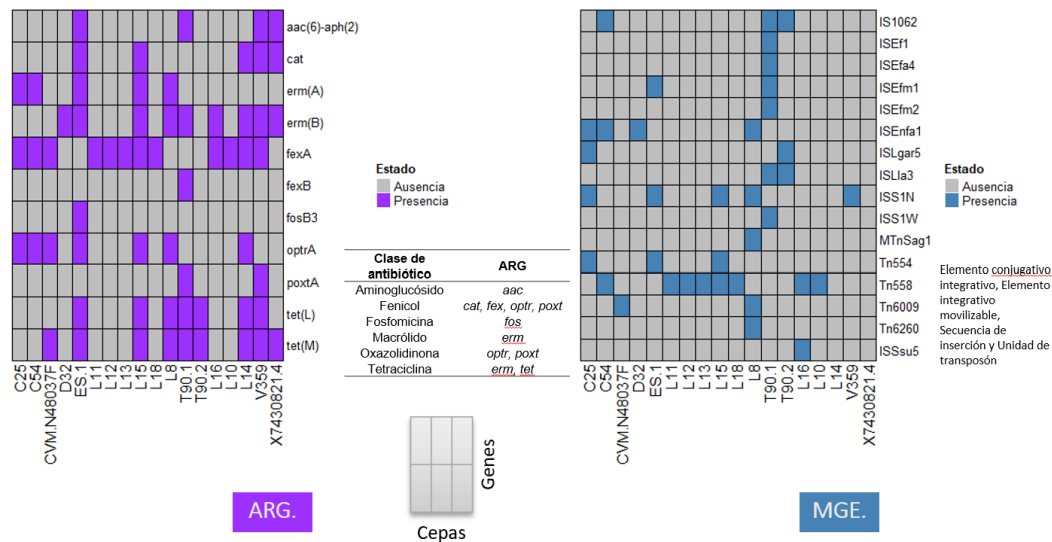 aac(6)-aph(2)
cat
erm(A)
erm(B)
fexA
fexB
fosB3
optrA
poxtA
tet(L)
tet(M)
C25
C54
CVM.N48037F
D32
ES.1
L11
L12
L13
L15
L18
L8
T90.1
T90.2
L16
L10
L14
V359
X7430821.4
Estado
Ausencia
Presencia
Clase de antibiótico ARG
Aminoglucósido aac
Fenicol cat, fex, optr, poxt
Fosfomicina fos
Macrólido erm
Oxazolidinona optr, poxt
Tetraciclina erm, tet
Genes
Cepas
ARG.
IS1062
ISEf1
ISEfa4
ISEfm1
ISEfm2
ISEnfa1
ISLgar5
ISLla3
ISS1N
ISS1W
MTnSag1
Tn554
Tn558
Tn6009
Tn6260
ISSsu5
C25
C54
CVM.N48037F
D32
ES.1
L11
L12
L13
L15
L18
L8
T90.1
T90.2
L16
L10
L14
V359
X7430821.4
Estado
Ausencia
Presencia
Elemento conjugativo
integrativo, Elemento
integrativo
movilizable,
Secuencia de
inserción y Unidad de
transposón
MGE.